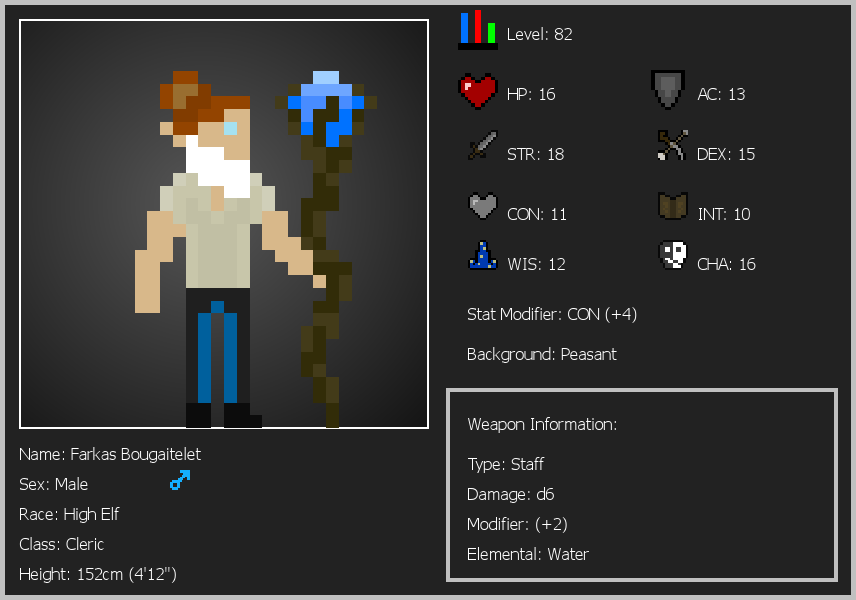 Level: 82
HP: 16
AC: 13
STR: 18
DEX: 15
CON: 11
INT: 10
WIS: 12
CHA: 16
Stat Modifier: CON (+4)
Background: Peasant
Weapon Information:
Type: Staff
Damage: d6
Modifier: (+2)
Elemental: Water
Name: Farkas Bougaitelet
Sex: Male
Race: High Elf
Class: Cleric
Height: 152cm (4'12")